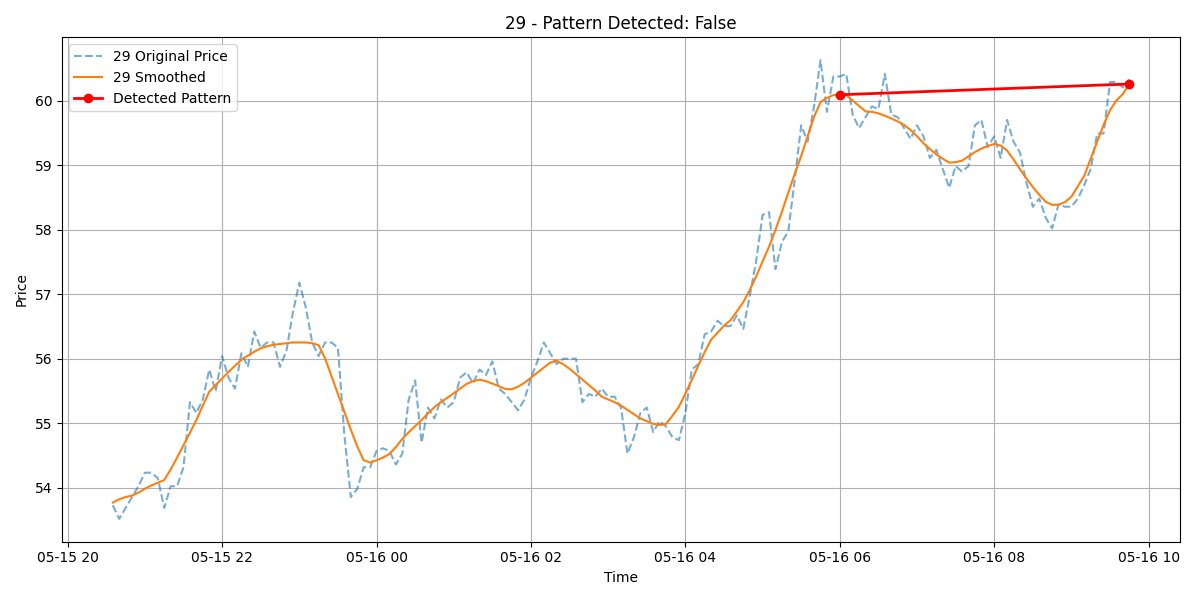 29 - Pattern Detected: False
29 Original Price
29 Smoothed
Detected Pattern
Price
60
59
58
57
56
55
54
05-15 20 05-15 22 05-16 00 05-16 02 05-16 04 05-16 06 05-16 08 05-16 10
Time